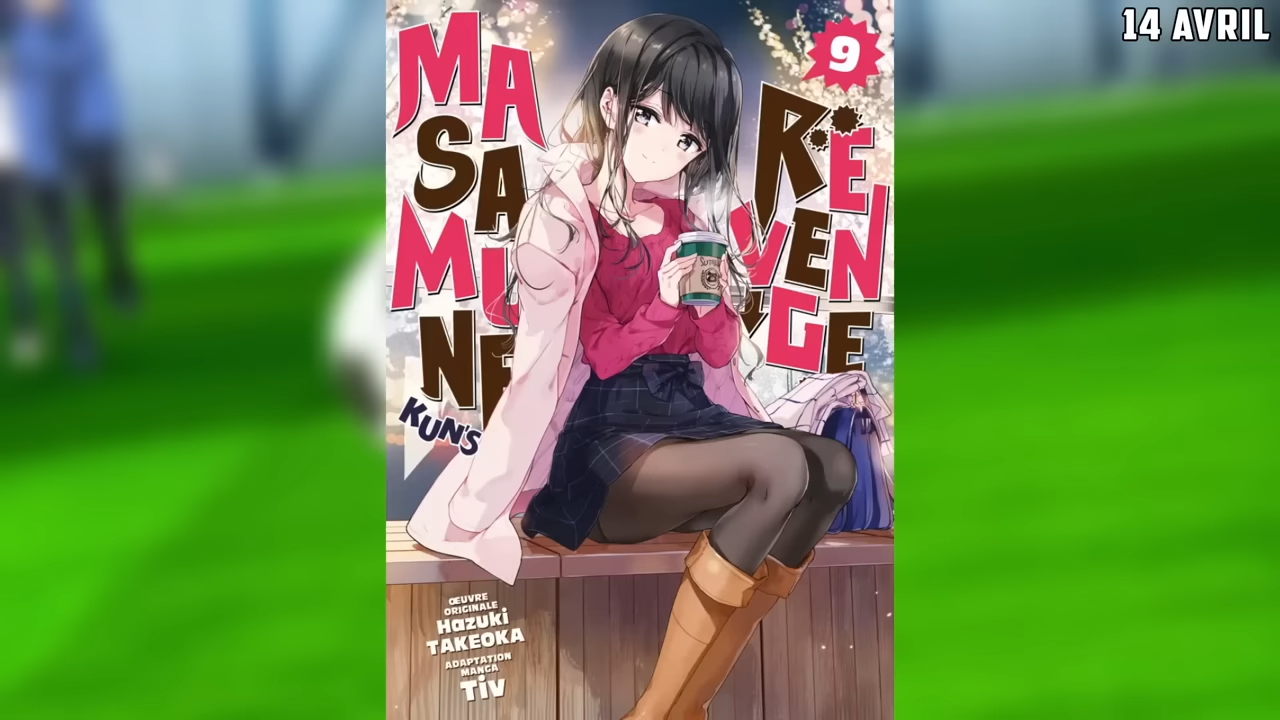 14 AVRIL
9
MA
SA
MU
NE
KUN'S
RE
VEN
GE
ŒUVRE
ORIGINALE
Hazuki
TAKEOKA
ADAPTATION
MANGA
Tiv